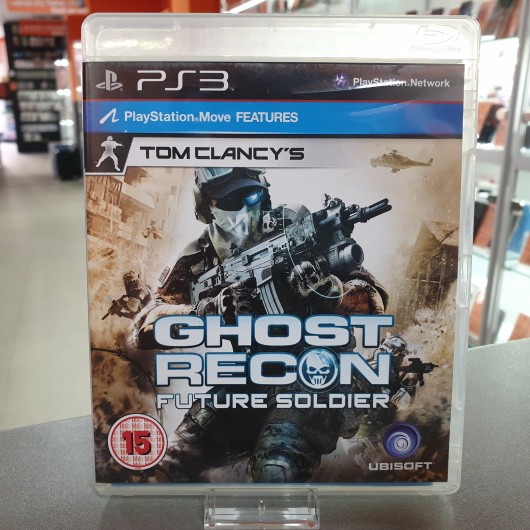 PS3
PlayStation®Network
PlayStation®Move FEATURES
TOM CLANCY'S
GHOST
RECON
FUTURE SOLDIER
15
UBISOFT